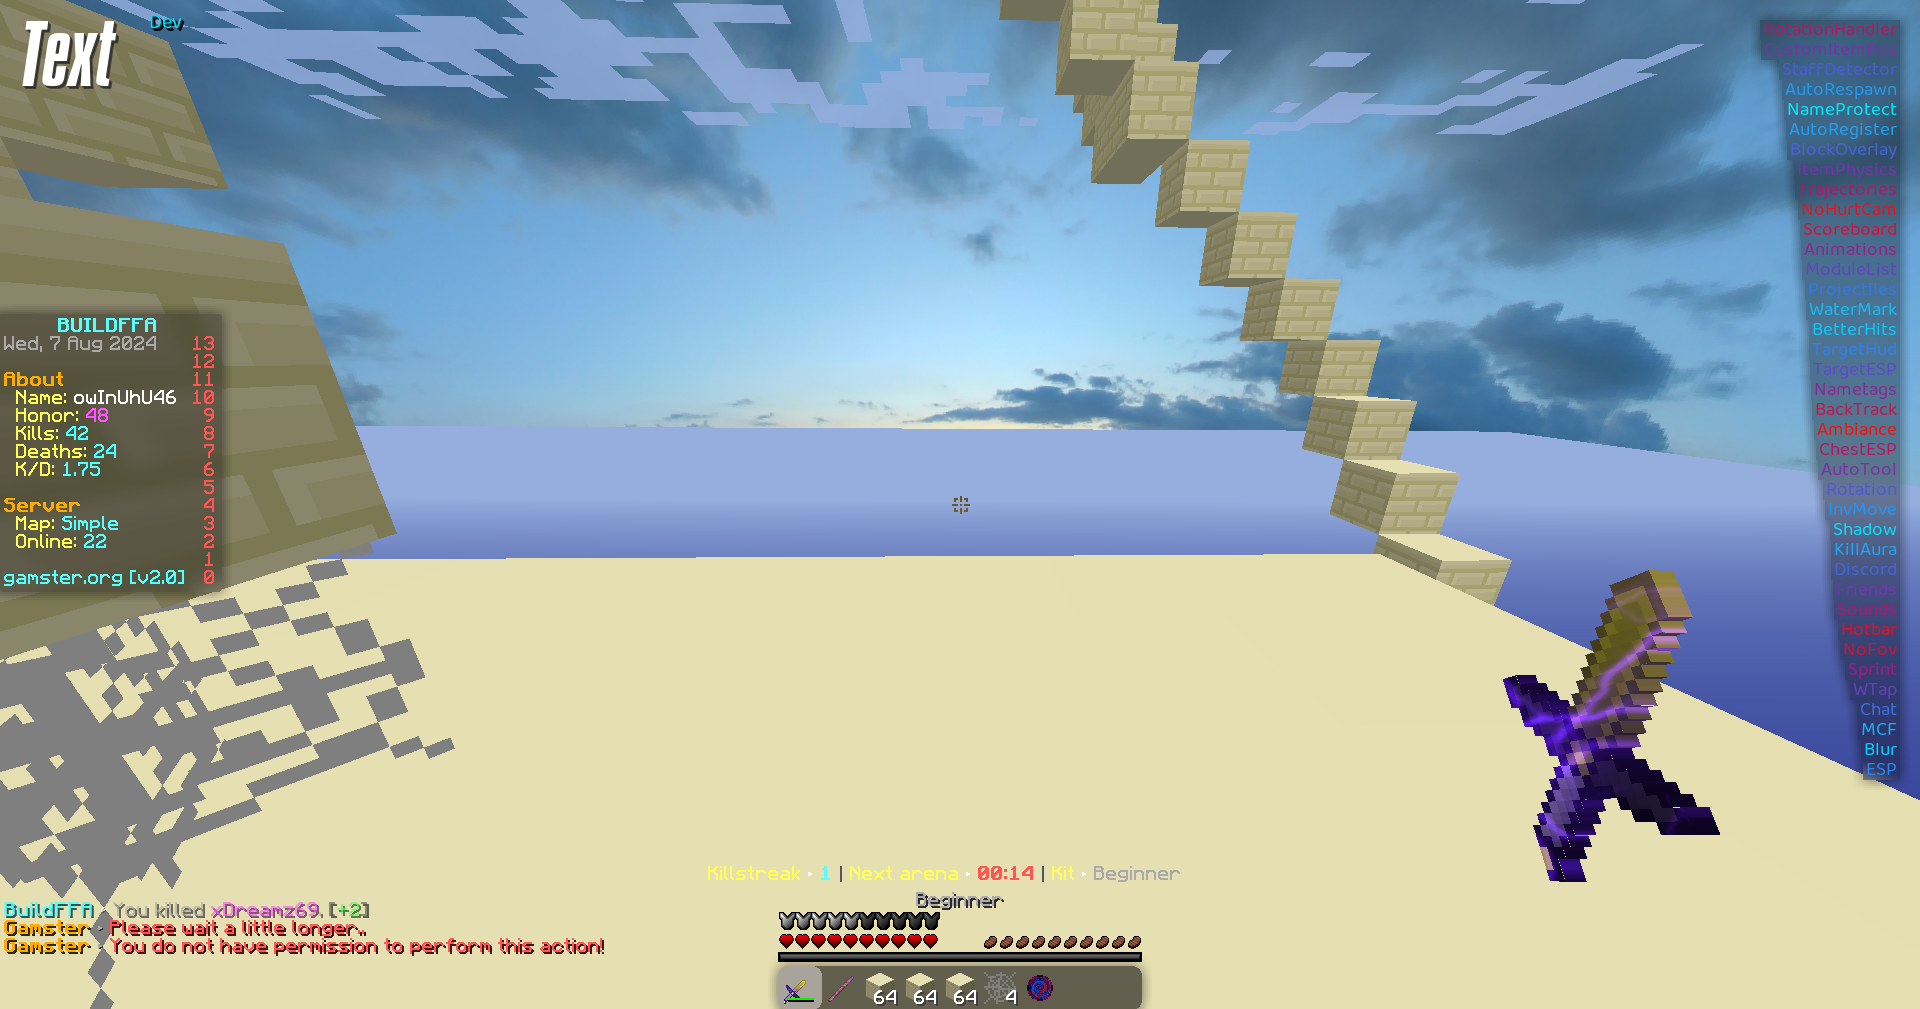 Text
Dev
BUILDFFA
Wed, 7 Aug 2024 13
12
About 11
Name: owInUhU46 10
Honor: 48 9
Kills: 42 8
Deaths: 24 7
K/D: 1.75 6
5
Server 4
Map: Simple 3
Online: 22 2
1
gamster.org [v2.0] 0
RotationHandler
CustomItemPos
StaffDetector
AutoRespawn
NameProtect
AutoRegister
BlockOverlay
ItemPhysics
Trajectories
NoHurtCam
Scoreboard
Animations
ModuleList
Projectiles
WaterMark
BetterHits
TargetHud
TargetESP
Nametags
BackTrack
Ambiance
ChestESP
AutoTool
Rotation
InvMove
Shadow
KillAura
Discord
Friends
Sounds
Hotbar
NoFov
Sprint
WTap
Chat
MCF
Blur
ESP
Killstreak • 1 | Next arena • 00:14 | Kit • Beginner
Beginner
BuildFFA You killed xDreamz69. [+2]
Gamster • Please wait a little longer..
Gamster • You do not have permission to perform this action!
64 64 64 4